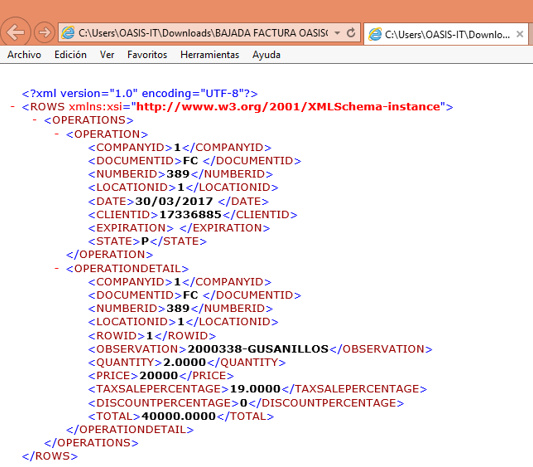 C:\Users\OASIS-IT\Downloads\BAJADA FACTURA OASISC
C:\Users\OASIS-IT\Downlo...
Archivo Edición Ver Favoritos Herramientas Ayuda
<?xml version="1.0" encoding="UTF-8"?>
- <ROWS xmlns:xsi="http://www.w3.org/2001/XMLSchema-instance">
- <OPERATIONS>
- <OPERATION>
<COMPANYID>1</COMPANYID>
<DOCUMENTID>FC </DOCUMENTID>
<NUMBERID>389</NUMBERID>
<LOCATIONID>1</LOCATIONID>
<DATE>30/03/2017 </DATE>
<CLIENTID>17336885</CLIENTID>
<EXPIRATION> </EXPIRATION>
<STATE>P</STATE>
</OPERATION>
- <OPERATIONDETAIL>
<COMPANYID>1</COMPANYID>
<DOCUMENTID>FC </DOCUMENTID>
<NUMBERID>389</NUMBERID>
<LOCATIONID>1</LOCATIONID>
<ROWID>1</ROWID>
<OBSERVATION>2000338-GUSANILLOS</OBSERVATION>
<QUANTITY>2.0000</QUANTITY>
<PRICE>20000</PRICE>
<TAXSALEPERCENTAGE>19.0000</TAXSALEPERCENTAGE>
<DISCOUNTPERCENTAGE>0</DISCOUNTPERCENTAGE>
<TOTAL>40000.0000</TOTAL>
</OPERATIONDETAIL>
</OPERATIONS>
</ROWS>